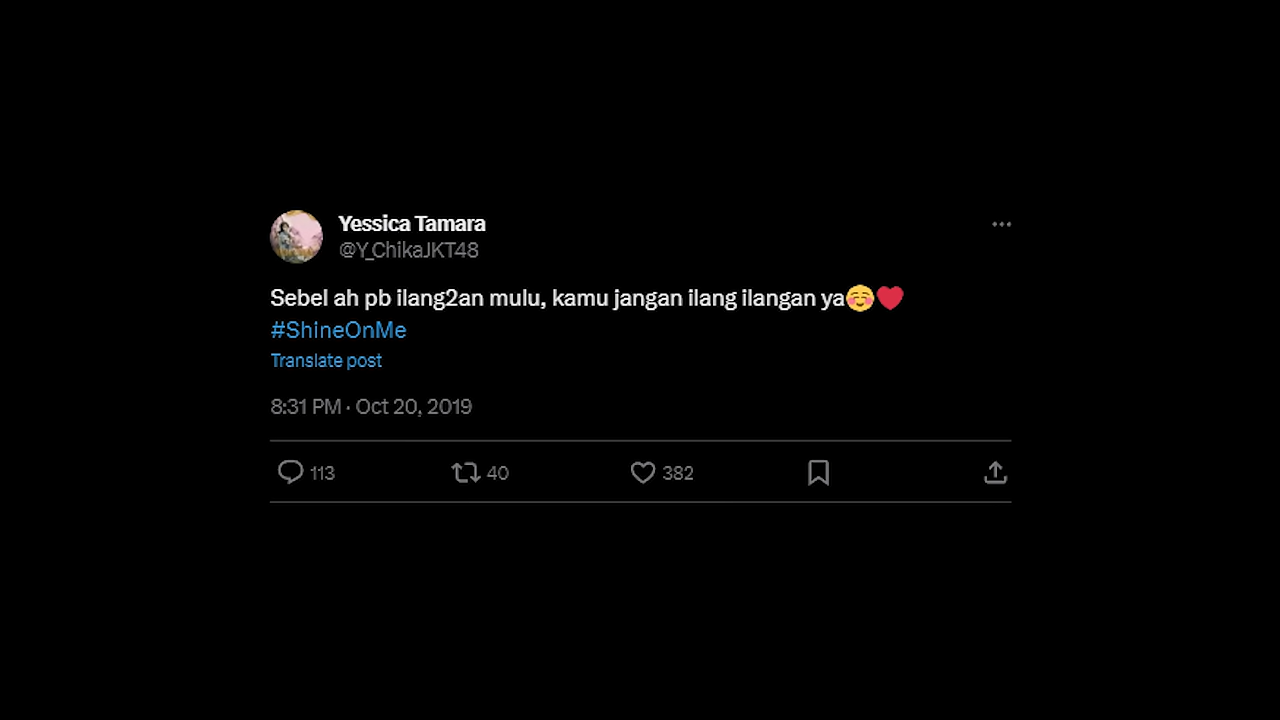 Yessica Tamara
@Y_ChikaJKT48
Sebel ah pb ilang2an mulu, kamu jangan ilang ilangan ya☺️❤️
#ShineOnMe
Translate post
8:31 PM · Oct 20, 2019
113 40 382